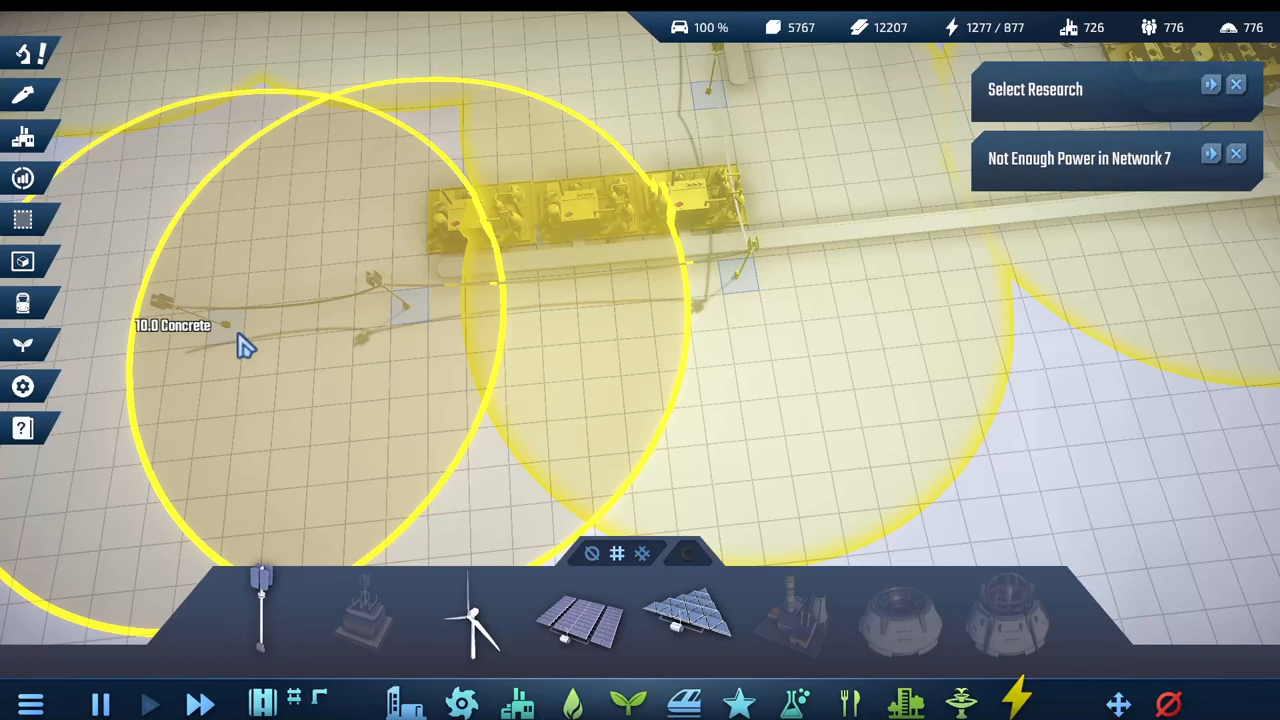 100 %
5767
12207
1277 / 877
726
776
776
Select Research
Not Enough Power in Network 7
10.0 Concrete